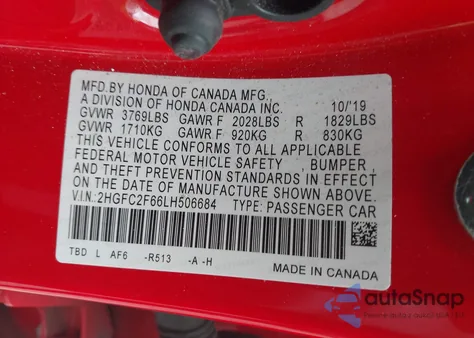 MFD.BY HONDA OF CANADA MFG.,
A DIVISION OF HONDA CANADA INC. 10/'19
GVWR 3769LBS GAWR F 2028LBS R 1829LBS
GVWR 1710KG GAWR F 920KG R 830KG
THIS VEHICLE CONFORMS TO ALL APPLICABLE
FEDERAL MOTOR VEHICLE SAFETY , BUMPER ,
AND THEFT PREVENTION STANDARDS IN EFFECT
ON THE DATE OF MANUFACTURE SHOWN ABOVE.
V.I.N:2HGFC2F66LH506684 TYPE: PASSENGER CAR
TBD L AF6 -R513 -A -H
MADE IN CANADA
autoSnap